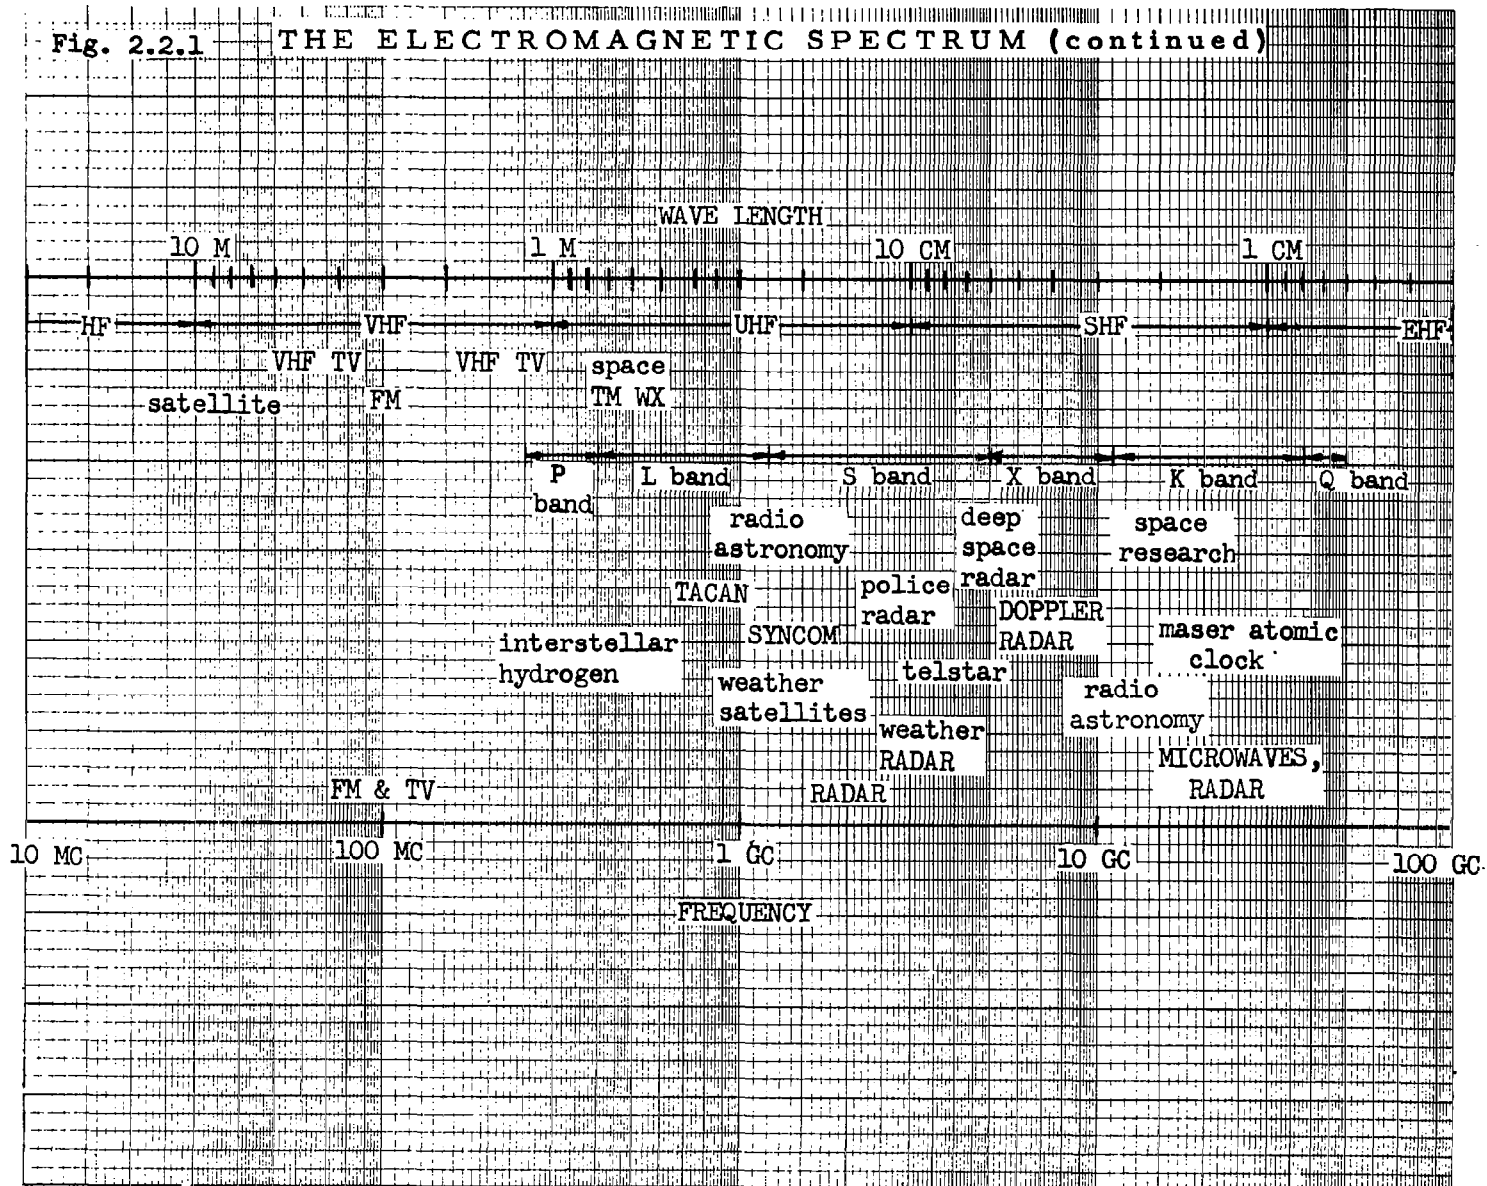 Fig. 2.2.1 THE ELECTROMAGNETIC SPECTRUM (continued)
WAVE LENGTH
10 M 1 M 10 CM 1 CM
HF VHF UHF SHF EHF
VHF TV VHF TV space
TM WX
satellite FM
P
band
L band S band X band K band Q band
radio
astronomy
deep
space
radar
space
research
TACAN
police
radar
DOPPLER
RADAR
SYNCOM
maser atomic
clock
interstellar
hydrogen
telstar
weather
satellites
radio
astronomy
weather
RADAR
MICROWAVES,
RADAR
FM & TV
RADAR
10 MC 100 MC 1 GC 10 GC 100 GC
FREQUENCY